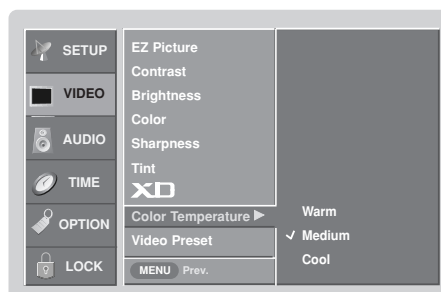 SETUP
VIDEO
AUDIO
TIME
OPTION
LOCK
EZ Picture
Contrast
Brightness
Color
Sharpness
Tint
XD
Color Temperature
Video Preset
MENU Prev.
Warm
Medium
Cool